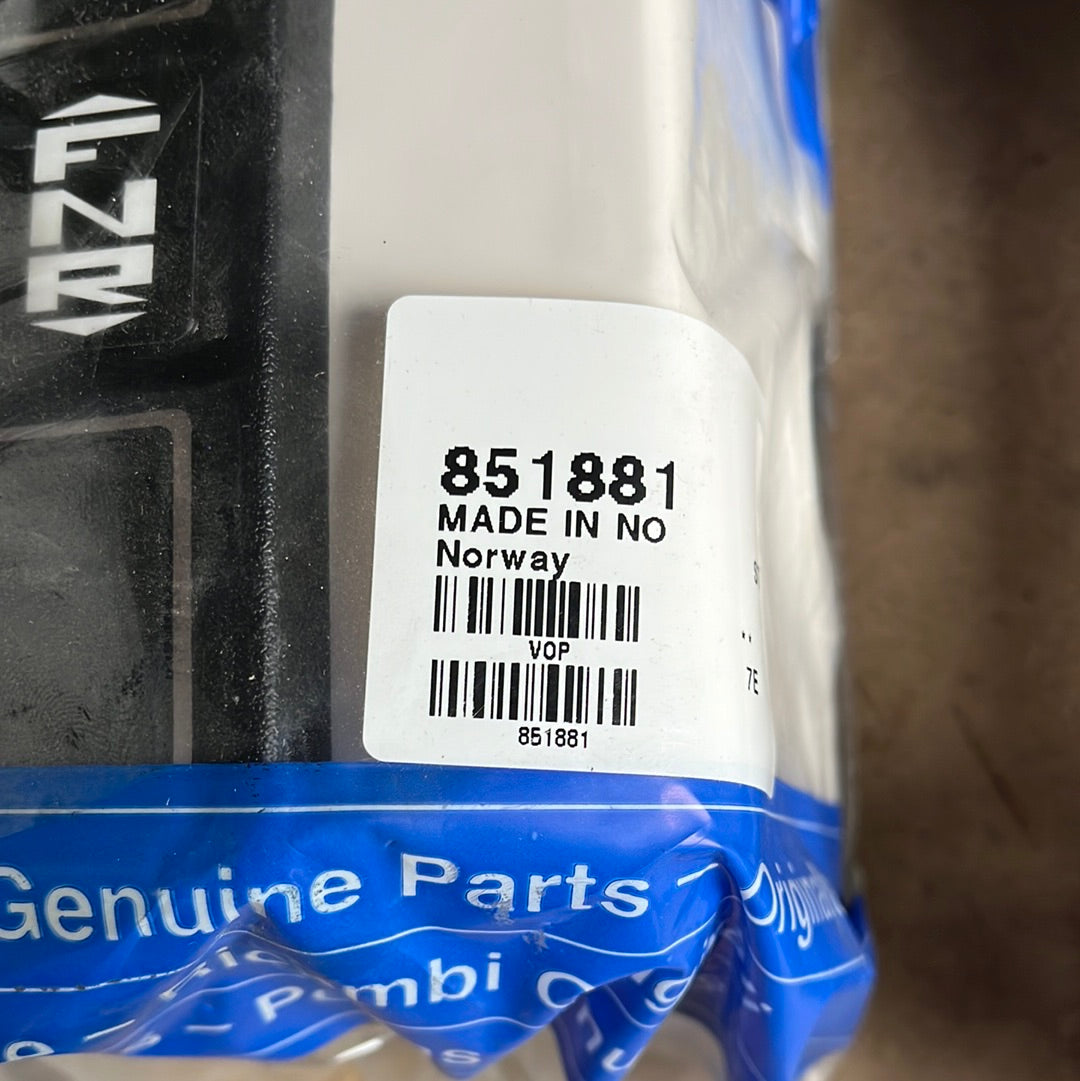 F
N
R
851881
MADE IN NO
Norway
VOP
7E
851881
Genuine Parts -